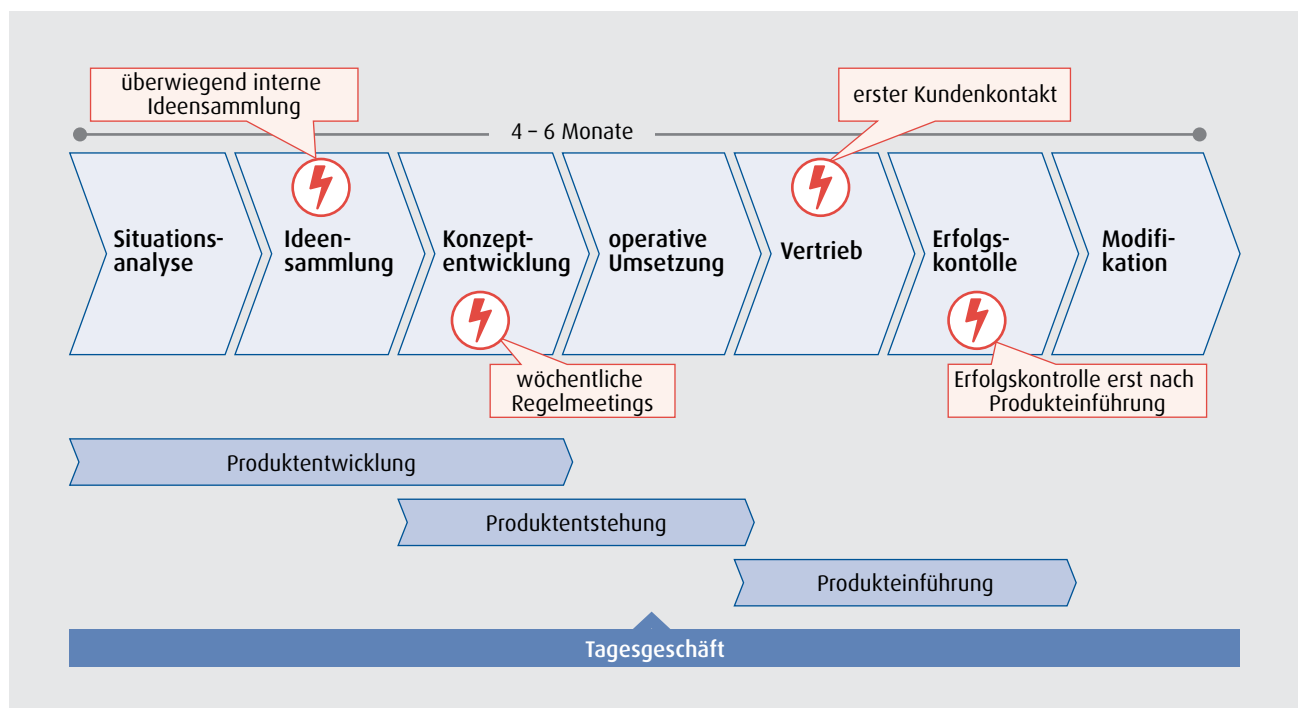 überwiegend interne
Ideensammlung
erster Kundenkontakt
4 – 6 Monate
Situations-
analyse
Ideen-
sammlung
Konzept-
entwicklung
operative
Umsetzung
Vertrieb
Erfolgs-
kontolle
Modifi-
kation
wöchentliche
Regelmeetings
Erfolgskontrolle erst nach
Produkteinführung
Produktentwicklung
Produktentstehung
Produkteinführung
Tagesgeschäft